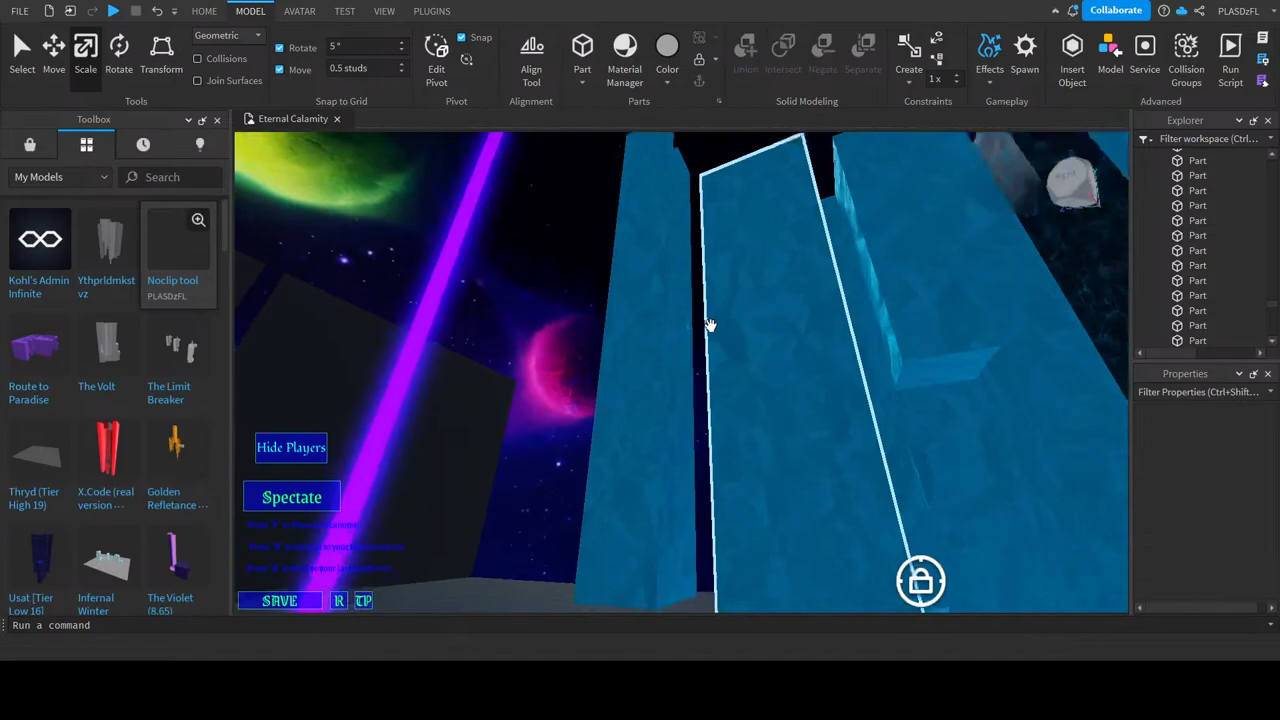 FILE
HOME
MODEL
AVATAR
TEST
VIEW
PLUGINS
Collaborate
PLASDzFL
Select
Move
Scale
Rotate
Transform
Geometric
Collisions
Join Surfaces
Tools
Rotate
5 °
Move
0.5 studs
Snap to Grid
Edit
Pivot
Snap
Pivot
Align
Tool
Alignment
Part
Material
Manager
Color
Parts
Union
Intersect
Negate
Separate
Solid Modeling
Create
1 x
Constraints
Effects
Spawn
Gameplay
Insert
Object
Model
Service
Collision
Groups
Run
Script
Advanced
Toolbox
Eternal Calamity
Explorer
Filter workspace (Ctrl+...
My Models
Search
Kohl's Admin
Infinite
Ythprldmkst
vz
Noclip tool
PLASDzFL
Route to
Paradise
The Volt
The Limit
Breaker
Thryd (Tier
High 19)
X.Code (real
version ...
Golden
Refletance ...
Usat [Tier
Low 16]
Infernal
Winter
The Violet
(8.65)
Hide Players
Spectate
SAVE
R
TP
Part
Part
Part
Part
Part
Part
Part
Part
Part
Part
Part
Part
Part
Properties
Filter Properties (Ctrl+Shift...
Run a command